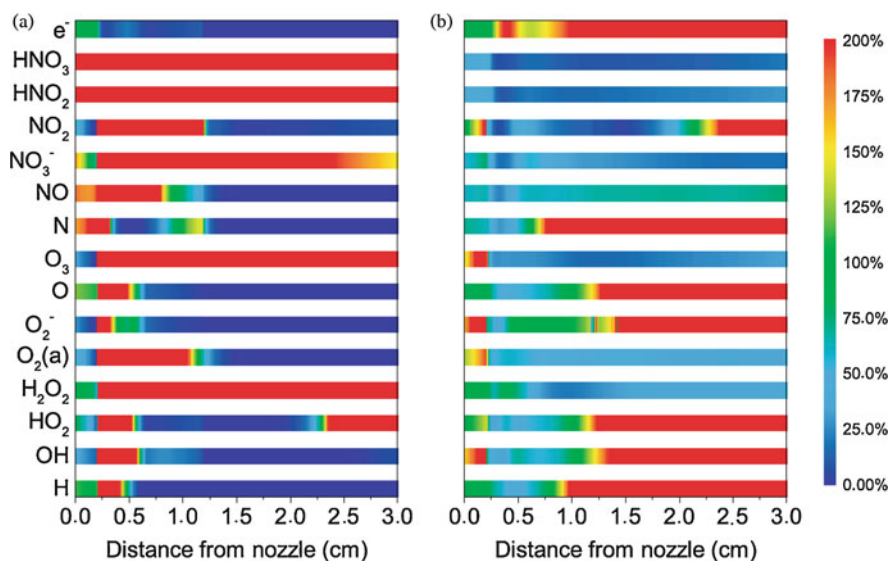 (a)
(b)
e⁻
HNO₃
HNO₂
NO₂
NO₃⁻
NO
N
O₃
O
O₂⁻
O₂(a)
H₂O₂
HO₂
OH
H
0.0 0.5 1.0 1.5 2.0 2.5 3.0
Distance from nozzle (cm)
0.0 0.5 1.0 1.5 2.0 2.5 3.0
Distance from nozzle (cm)
200%
175%
150%
125%
100%
75.0%
50.0%
25.0%
0.00%